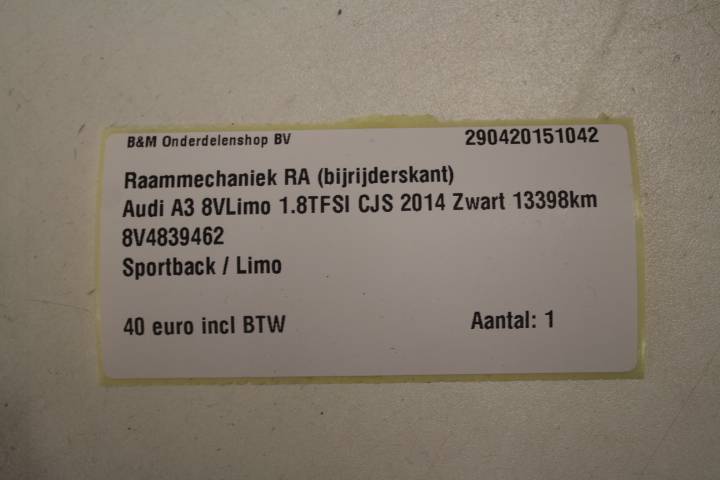 B&M Onderdelenshop BV 290420151042
Raammechaniek RA (bijrijderskant)
Audi A3 8VLimo 1.8TFSI CJS 2014 Zwart 13398km
8V4839462
Sportback / Limo
40 euro incl BTW Aantal: 1